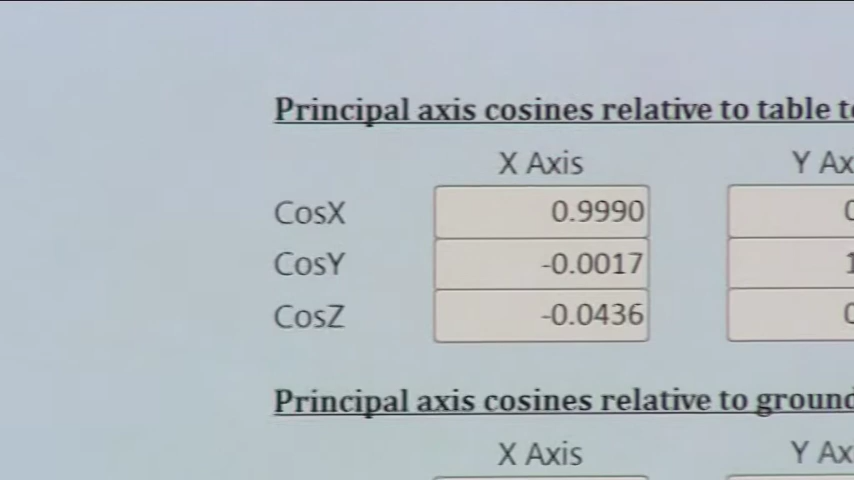 Principal axis cosines relative to table
X Axis Y
CosX 0.9990
CosY -0.0017
CosZ -0.0436
Principal axis cosines relative to ground
X Axis Y